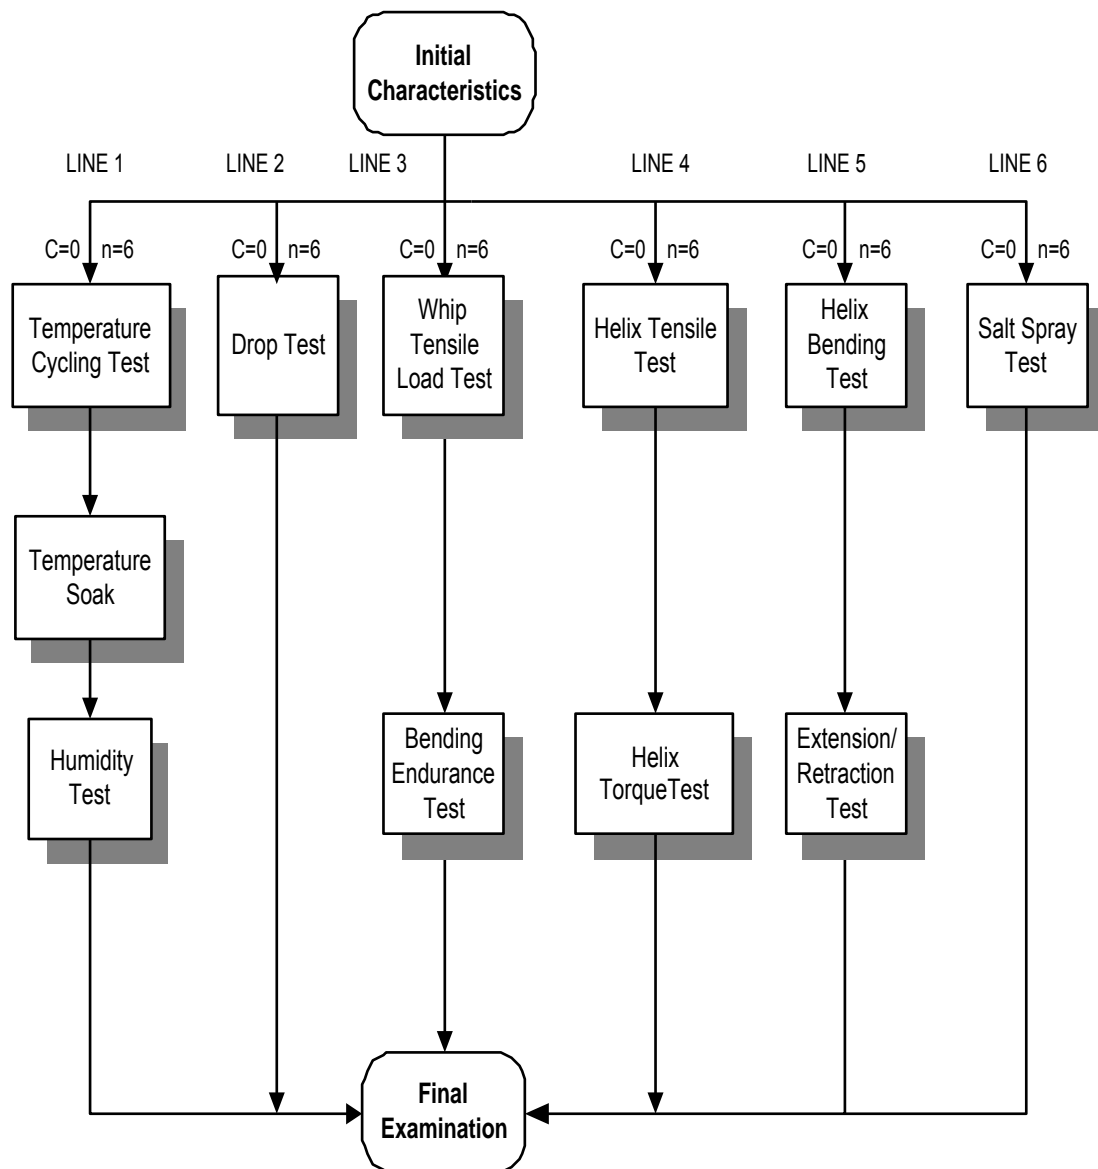 Initial
Characteristics
LINE 1
LINE 2
LINE 3
LINE 4
LINE 5
LINE 6
C=0 n=6
C=0 n=6
C=0 n=6
C=0 n=6
C=0 n=6
C=0 n=6
Temperature
Cycling Test
Drop Test
Whip
Tensile
Load Test
Helix Tensile
Test
Helix
Bending
Test
Salt Spray
Test
Temperature
Soak
Humidity
Test
Bending
Endurance
Test
Helix
TorqueTest
Extension/
Retraction
Test
Final
Examination